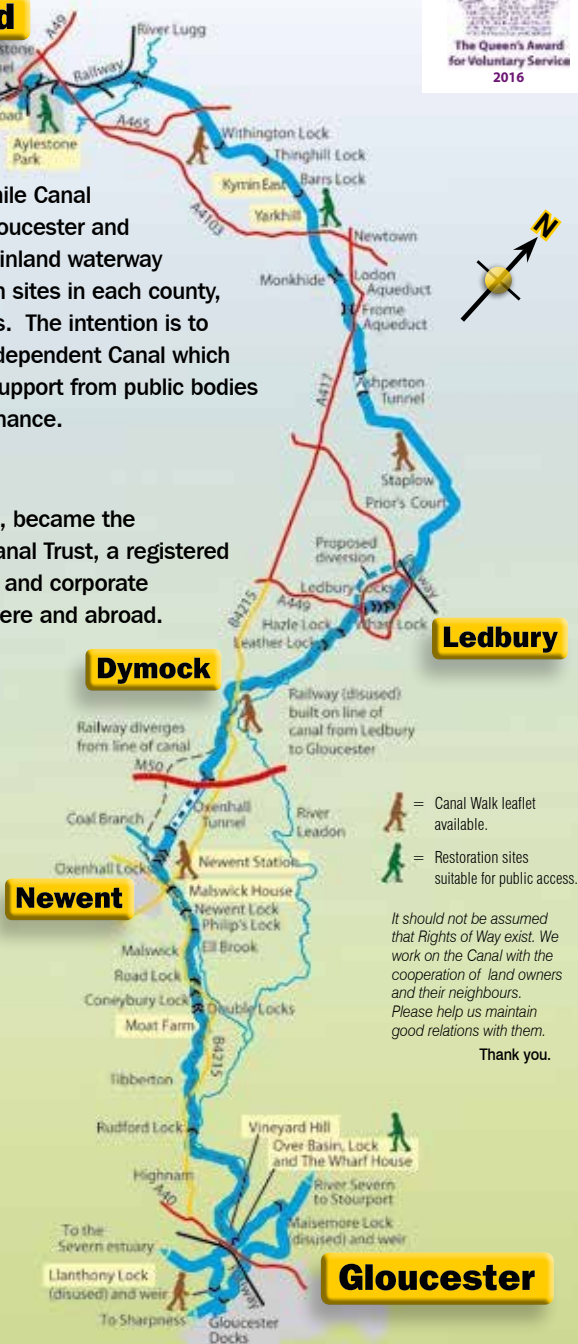 d
A49
River Lugg
Railway
The Queen's Award
for Voluntary Service
2016
Aylestone
Park
A465
Withington Lock
Thinghill Lock
Kymin East
Barrs Lock
Yarkhill
A4103
Newtown
N
Monkhide
Lodon
Aqueduct
Frome
Aqueduct
ile Canal
oucester and
inland waterway
n sites in each county,
s. The intention is to
dependent Canal which
upport from public bodies
nance.
A417
Ashperton
Tunnel
Staplow
Prior's Court
, became the
anal Trust, a registered
and corporate
ere and abroad.
Proposed
diversion
Railway
Ledbury Locks
A449
Wharf Lock
Hazle Lock
Leather Lock
B4215
Ledbury
Dymock
Railway (disused)
built on line of
canal from Ledbury
to Gloucester
Railway diverges
from line of canal
M50
Oxenhall
Tunnel
River
Leadon
Coal Branch
Oxenhall Locks
Newent Station
Newent
Malswick House
Newent Lock
Philip's Lock
Malswick
Ell Brook
Road Lock
Coneybury Lock
Double Locks
Moat Farm
B4215
Tibberton
= Canal Walk leaflet
available.
= Restoration sites
suitable for public access.
It should not be assumed
that Rights of Way exist. We
work on the Canal with the
cooperation of land owners
and their neighbours.
Please help us maintain
good relations with them.
Thank you.
Rudford Lock
Vineyard Hill
Over Basin, Lock
and The Wharf House
Highnam
A40
River Severn
to Stourport
Maisemore Lock
(disused) and weir
To the
Severn estuary
Llanthony Lock
(disused) and weir
Railway
To Sharpness
Gloucester
Docks
Gloucester